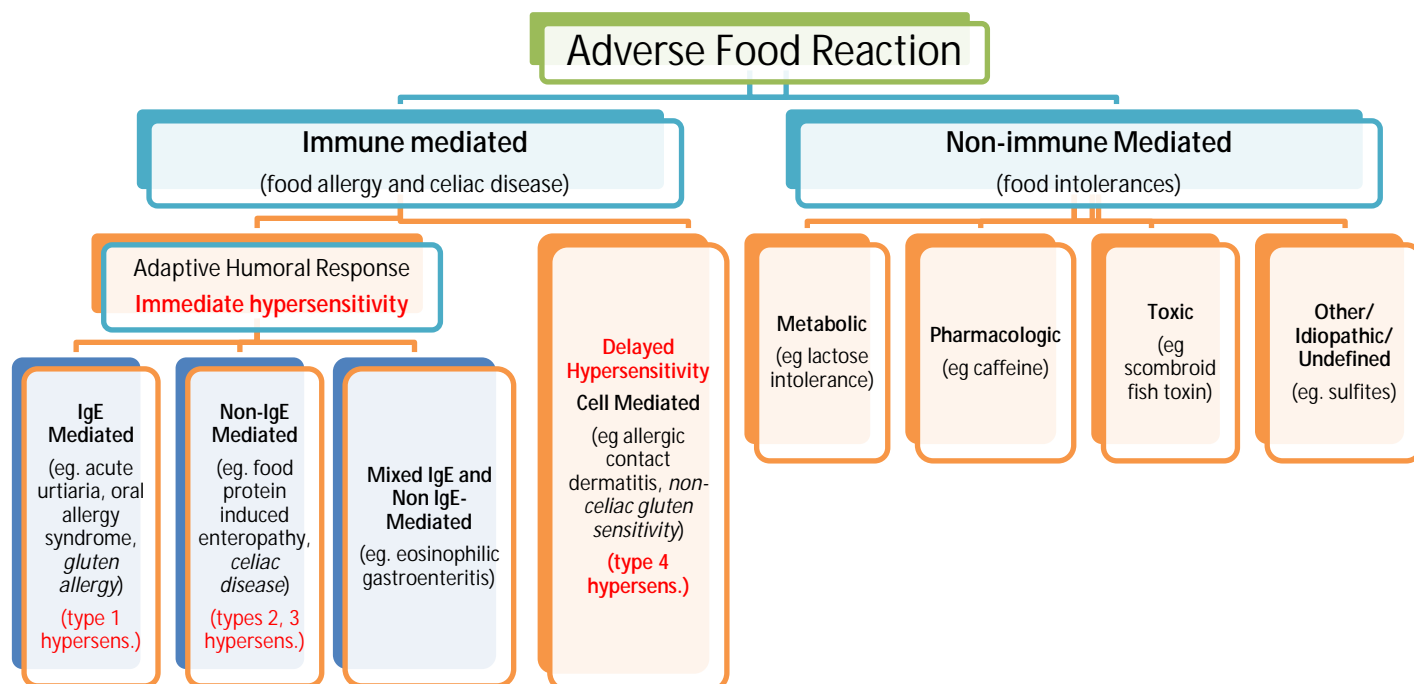 Adverse Food Reaction
Immune mediated
(food allergy and celiac disease)
Non-immune Mediated
(food intolerances)
Adaptive Humoral Response
Immediate hypersensitivity
IgE
Mediated
(eg. acute
urtiaria, oral
allergy
syndrome,
gluten
allergy)
(type 1
hypersens.)
Non-IgE
Mediated
(eg. food
protein
induced
enteropathy,
celiac
disease)
(types 2, 3
hypersens.)
Mixed IgE and
Non IgE-
Mediated
(eg. eosinophilic
gastroenteritis)
Delayed
Hypersensitivity
Cell Mediated
(eg allergic
contact
dermatitis, non-
celiac gluten
sensitivity)
(type 4
hypersens.)
Metabolic
(eg lactose
intolerance)
Pharmacologic
(eg caffeine)
Toxic
(eg
scombroid
fish toxin)
Other/
Idiopathic/
Undefined
(eg. sulfites)